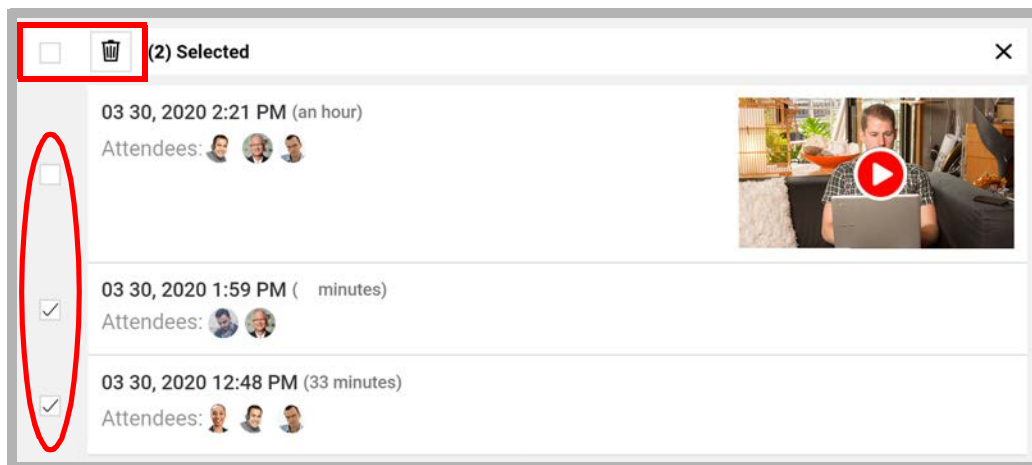 (2) Selected
03 30, 2020 2:21 PM (an hour)
Attendees:
03 30, 2020 1:59 PM ( minutes)
Attendees:
03 30, 2020 12:48 PM (33 minutes)
Attendees: